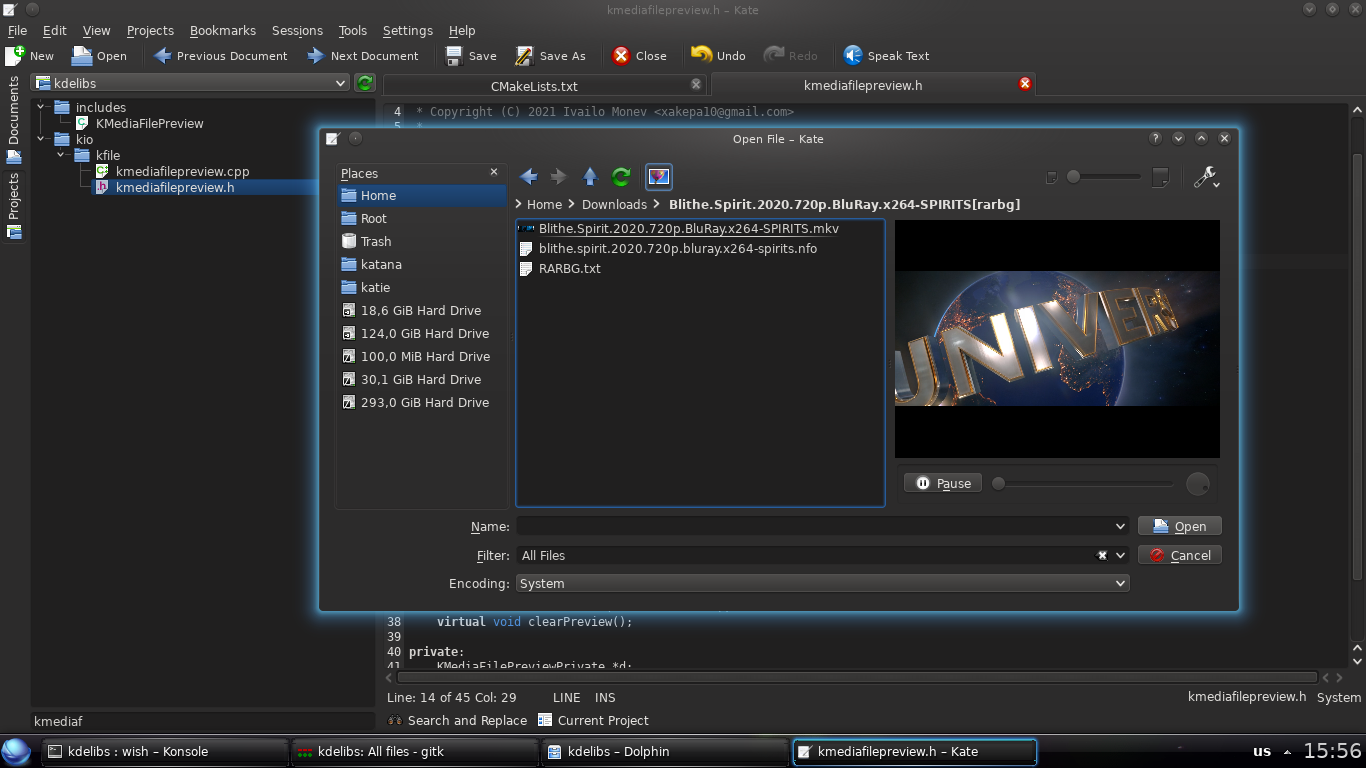 kmediafilepreview.h – Kate
File Edit View Projects Bookmarks Sessions Tools Settings Help
New Open Previous Document Next Document Save Save As Close Undo Redo Speak Text
Documents
Projects
kdelibs
includes
KMediaFilePreview
kio
kfile
kmediafilepreview.cpp
kmediafilepreview.h
kmediaf
CMakeLists.txt
kmediafilepreview.h
4 * Copyright (C) 2021 Ivailo Monev <xakepa10@gmail.com>
5 *
Open File – Kate
Places
Home
Root
Trash
katana
katie
18,6 GiB Hard Drive
124,0 GiB Hard Drive
100,0 MiB Hard Drive
30,1 GiB Hard Drive
293,0 GiB Hard Drive
Home Downloads Blithe.Spirit.2020.720p.BluRay.x264-SPIRITS[rarbg]
Blithe.Spirit.2020.720p.BluRay.x264-SPIRITS.mkv
blithe.spirit.2020.720p.bluray.x264-spirits.nfo
RARBG.txt
UNIVER
Pause
Name:
Open
Filter: All Files
Cancel
Encoding: System
38 virtual void clearPreview();
39
40 private:
41 KMediaFilePreviewPrivate *d;
Line: 14 of 45 Col: 29 LINE INS kmediafilepreview.h System
Search and Replace Current Project
kdelibs : wish – Konsole
kdelibs: All files - gitk
kdelibs – Dolphin
kmediafilepreview.h – Kate
us 15:56